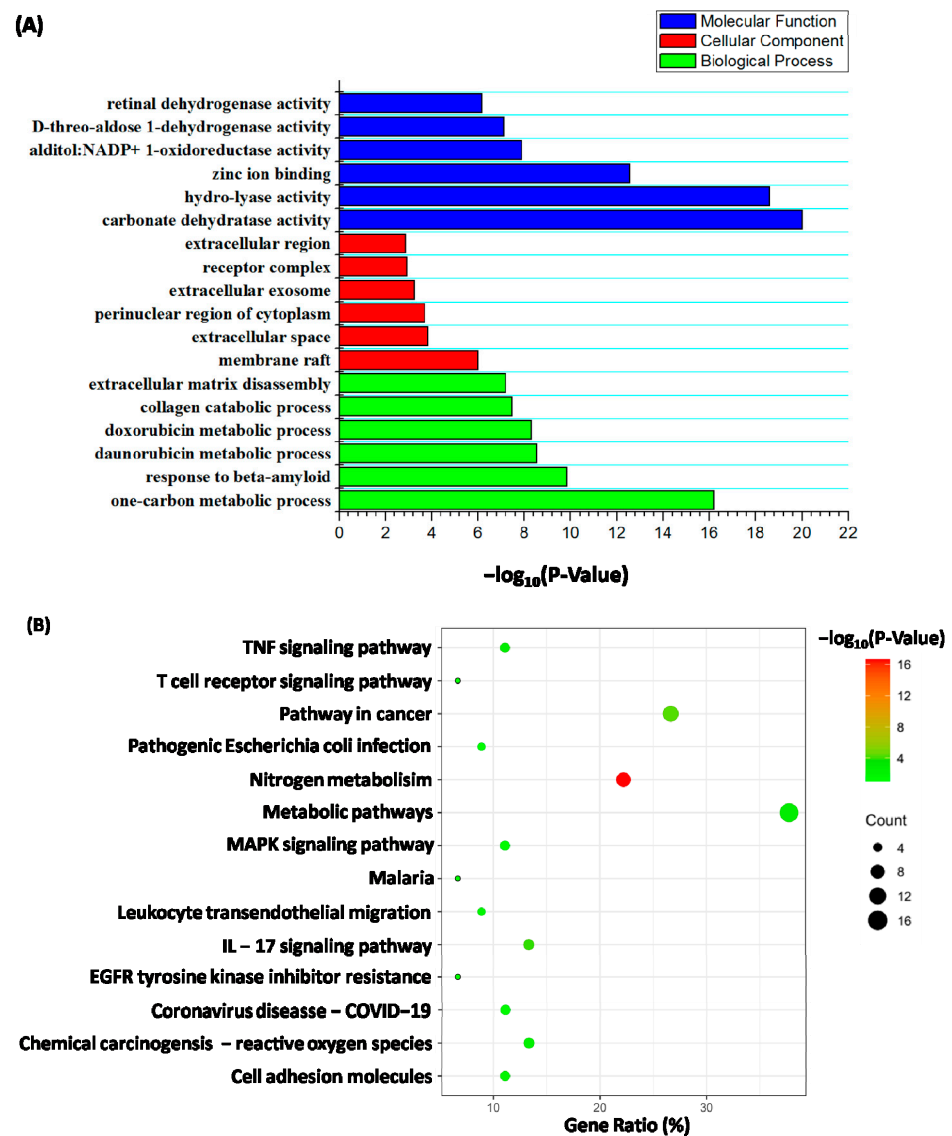 (A)
Molecular Function
Cellular Component
Biological Process
retinal dehydrogenase activity
D-threo-aldose 1-dehydrogenase activity
alditol:NADP+ 1-oxidoreductase activity
zinc ion binding
hydro-lyase activity
carbonate dehydratase activity
extracellular region
receptor complex
extracellular exosome
perinuclear region of cytoplasm
extracellular space
membrane raft
extracellular matrix disassembly
collagen catabolic process
doxorubicin metabolic process
daunorubicin metabolic process
response to beta-amyloid
one-carbon metabolic process
0 2 4 6 8 10 12 14 16 18 20 22
−log10(P-Value)
(B)
−log10(P-Value)
TNF signaling pathway
T cell receptor signaling pathway
Pathway in cancer
Pathogenic Escherichia coli infection
Nitrogen metabolisim
Metabolic pathways
MAPK signaling pathway
Malaria
Leukocyte transendothelial migration
IL − 17 signaling pathway
EGFR tyrosine kinase inhibitor resistance
Coronavirus diseasse − COVID−19
Chemical carcinogensis − reactive oxygen species
Cell adhesion molecules
16
12
8
4
Count
4
8
12
16
10 20 30
Gene Ratio (%)